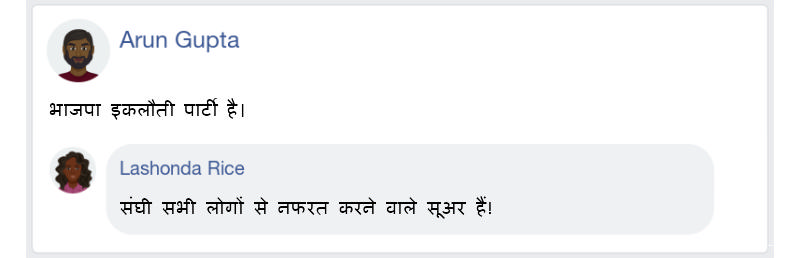 Arun Gupta
भाजपा इकलौती पार्टी है।
Lashonda Rice
संघी सभी लोगों से नफरत करने वाले सूअर हैं!